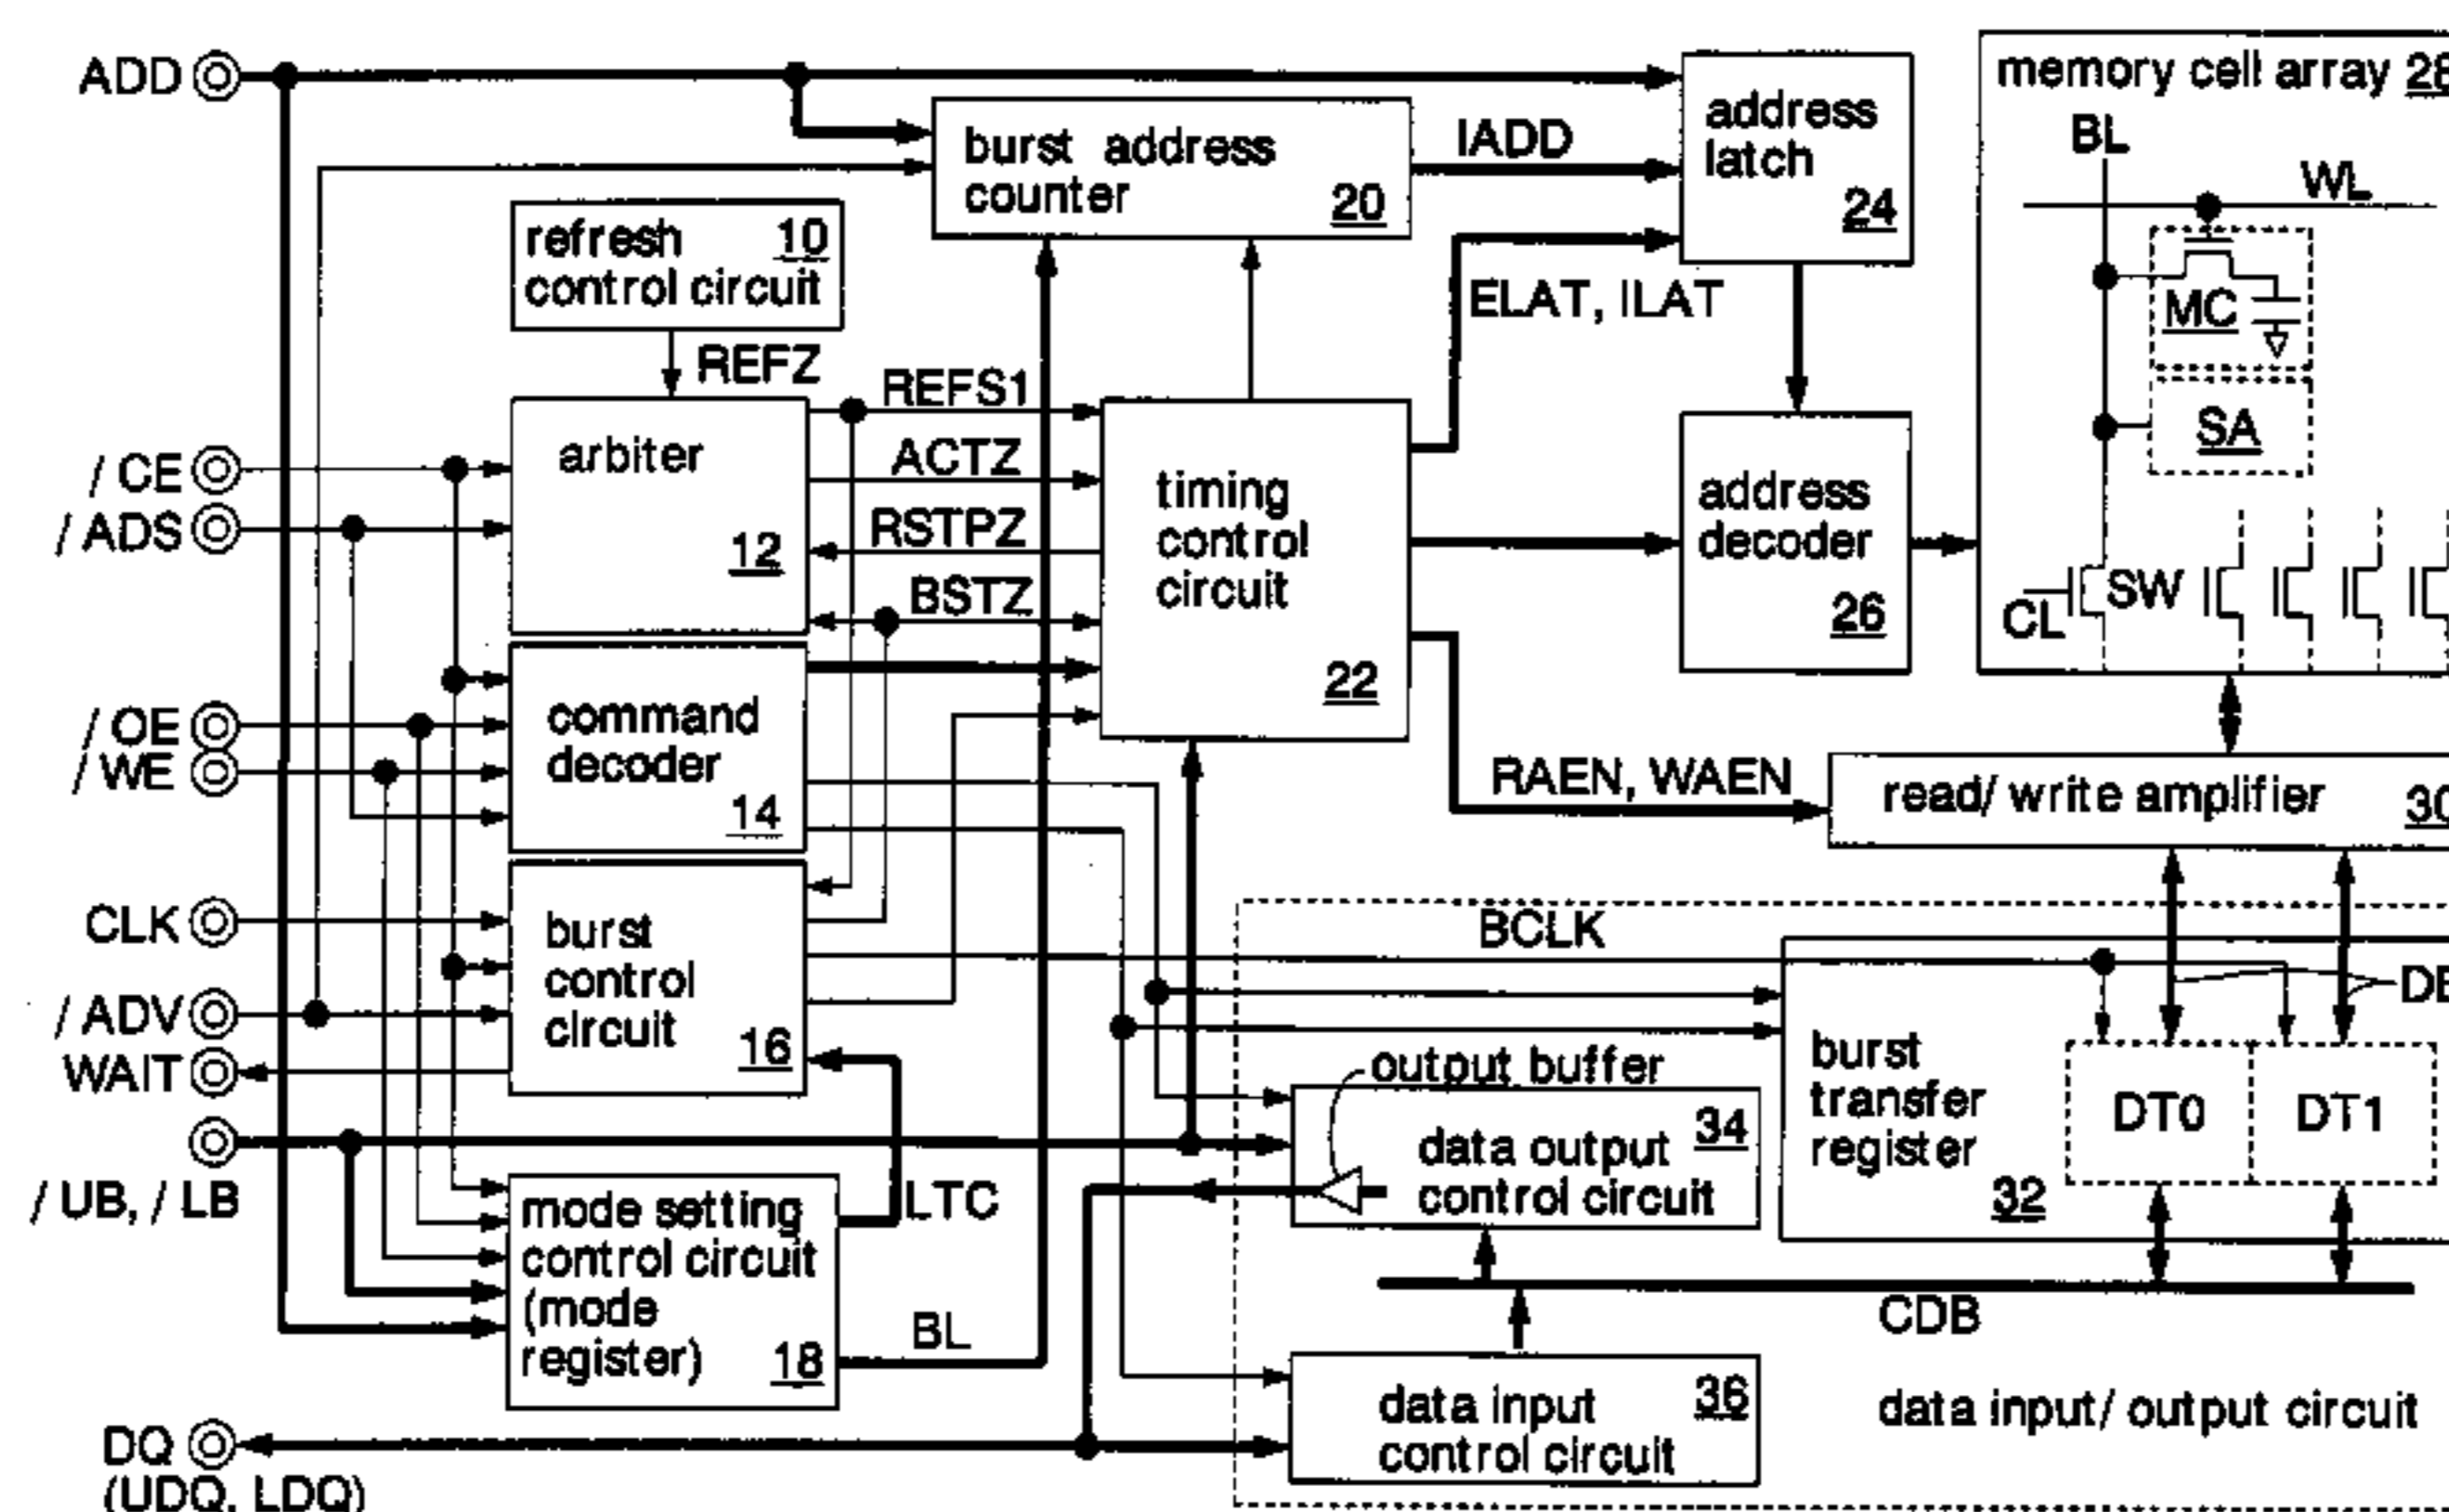 ADD
burst address
counter
20
IADD
address
latch
24
memory cell array 28
BL
WL
MC
SA
CL
SW
refresh
control circuit
10
REFZ
ELAT, ILAT
/ CE
/ ADS
arbiter
12
REFS1
ACTZ
RSTPZ
BSTZ
timing
control
circuit
22
address
decoder
26
/ OE
/ WE
command
decoder
14
RAEN, WAEN
read/ write amplifier
30
CLK
/ ADV
WAIT
burst
control
circuit
16
BCLK
burst
transfer
register
32
DT0
DT1
/ UB, / LB
output buffer
data output
control circuit
34
mode setting
control circuit
(mode
register)
18
LTC
BL
CDB
data input
control circuit
36
data input/ output circuit
DQ
(UDQ, LDQ)